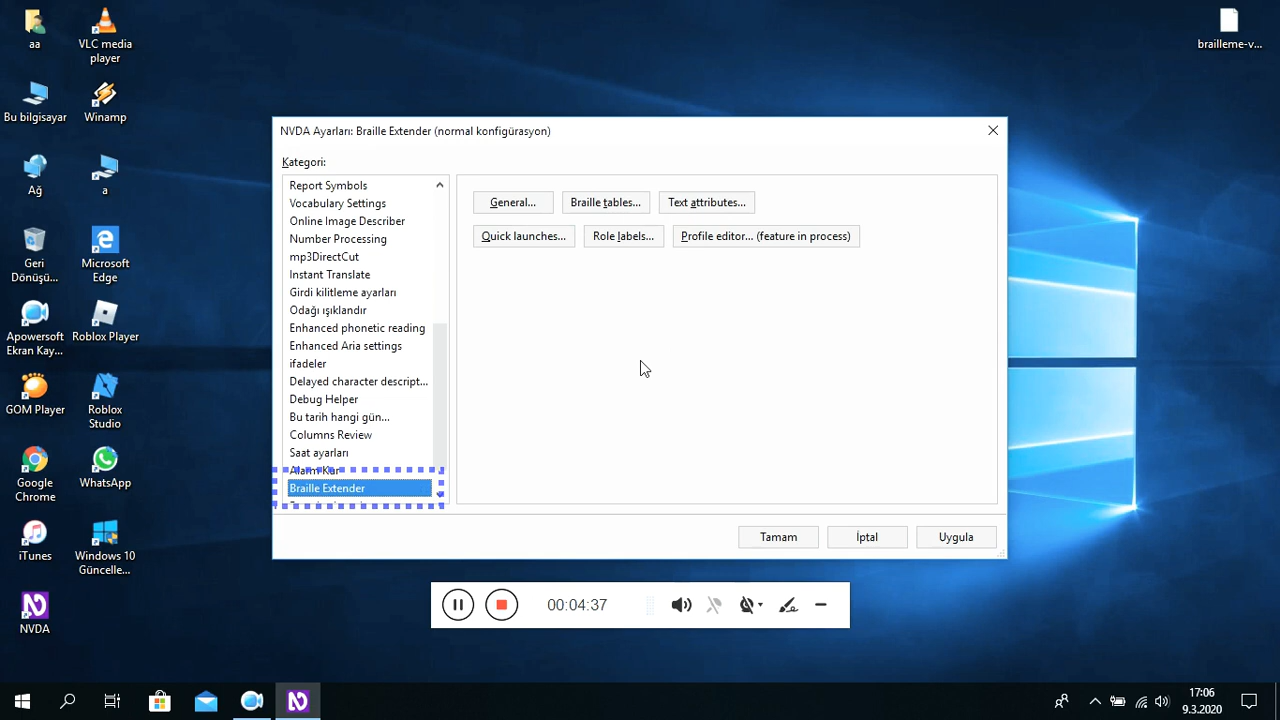 aa
VLC media
player
brailleme-v...
Bu bilgisayar
Winamp
Ağ
a
Geri
Dönüşü...
Microsoft
Edge
Apowersoft
Ekran Kay...
Roblox Player
GOM Player
Roblox
Studio
Google
Chrome
WhatsApp
iTunes
Windows 10
Güncelle...
NVDA
NVDA Ayarları: Braille Extender (normal konfigürasyon)
Kategori:
Report Symbols
Vocabulary Settings
Online Image Describer
Number Processing
mp3DirectCut
Instant Translate
Girdi kilitleme ayarları
Odağı ışıklandır
Enhanced phonetic reading
Enhanced Aria settings
ifadeler
Delayed character descript...
Debug Helper
Bu tarih hangi gün...
Columns Review
Saat ayarları
Alarm Kur
Braille Extender
General...
Braille tables...
Text attributes...
Quick launches...
Role labels...
Profile editor... (feature in process)
Tamam
İptal
Uygula
00:04:37
17:06
9.3.2020